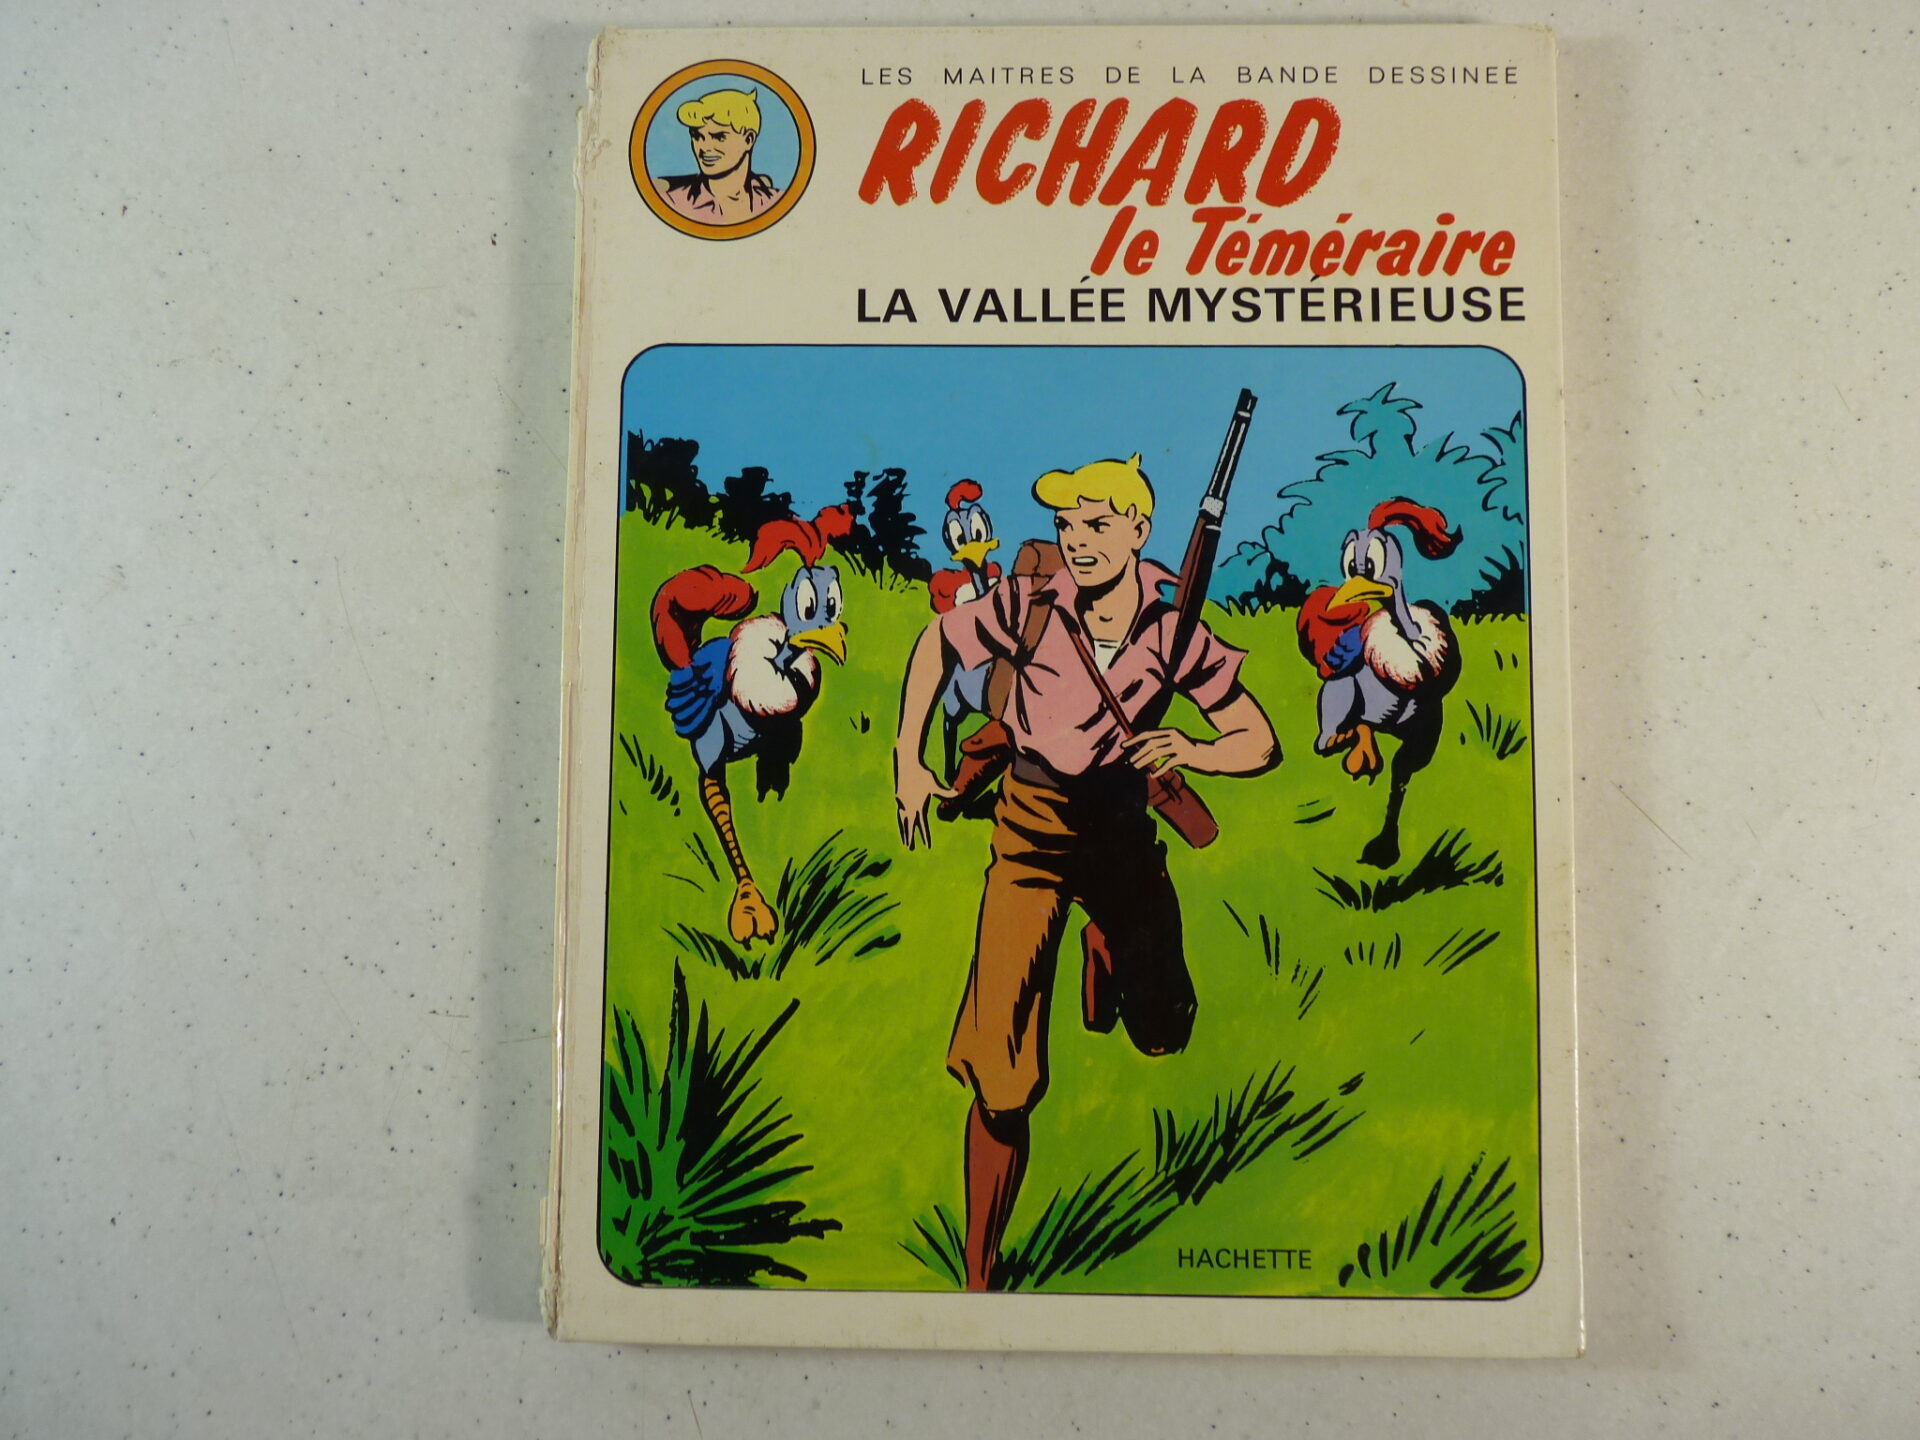 LES MAITRES DE LA BANDE DESSINEE
RICHARD
le Téméraire
LA VALLÉE MYSTÉRIEUSE
HACHETTE